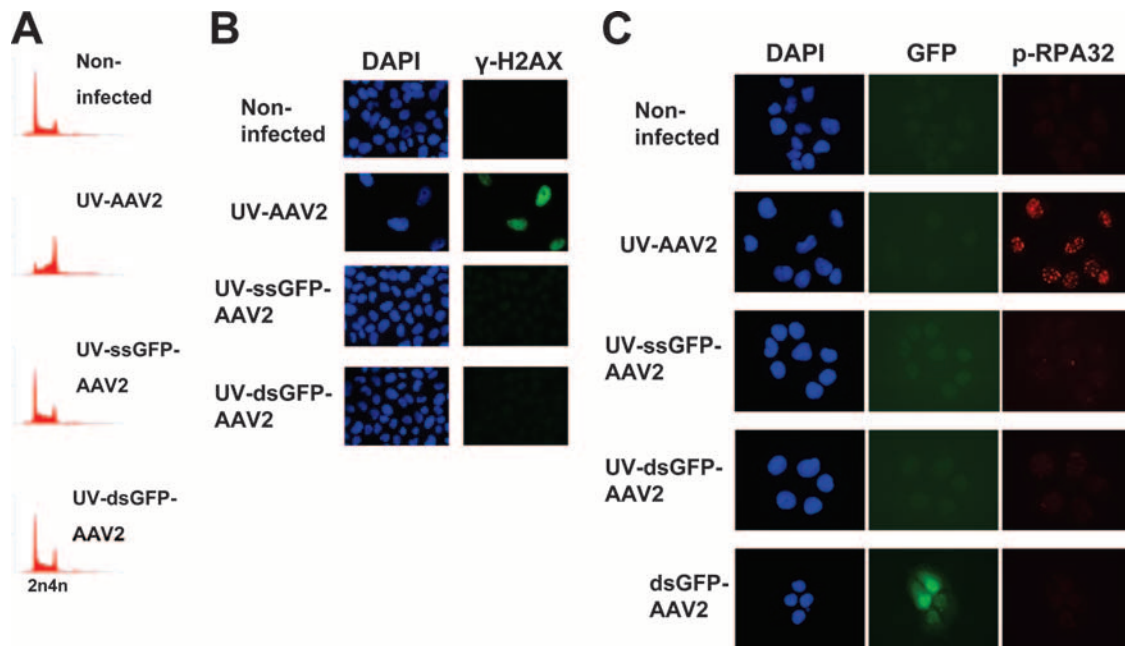 A
Non-
infected
UV-AAV2
UV-ssGFP-
AAV2
UV-dsGFP-
AAV2
2n4n
B
DAPI γ-H2AX
Non-
infected
UV-AAV2
UV-ssGFP-
AAV2
UV-dsGFP-
AAV2
C
DAPI GFP p-RPA32
Non-
infected
UV-AAV2
UV-ssGFP-
AAV2
UV-dsGFP-
AAV2
dsGFP-
AAV2